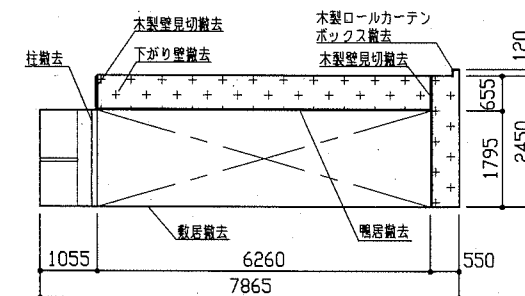 木製壁見切撤去
木製ロールカーテン
ボックス撤去
柱撤去
下がり壁撤去
木製壁見切撤去
120
655
1795
2450
敷居撤去
鴨居撤去
1055
6260
550
7865